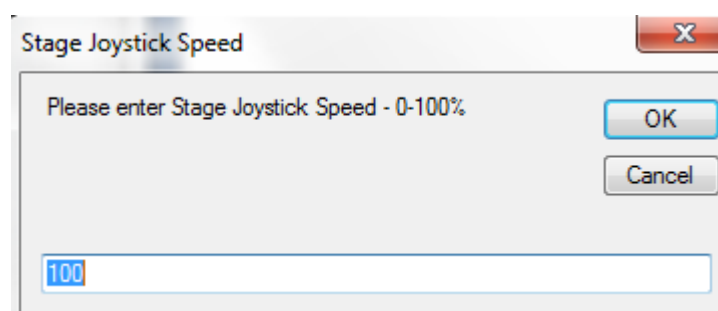 Stage Joystick Speed
Please enter Stage Joystick Speed - 0-100%
OK
Cancel
100